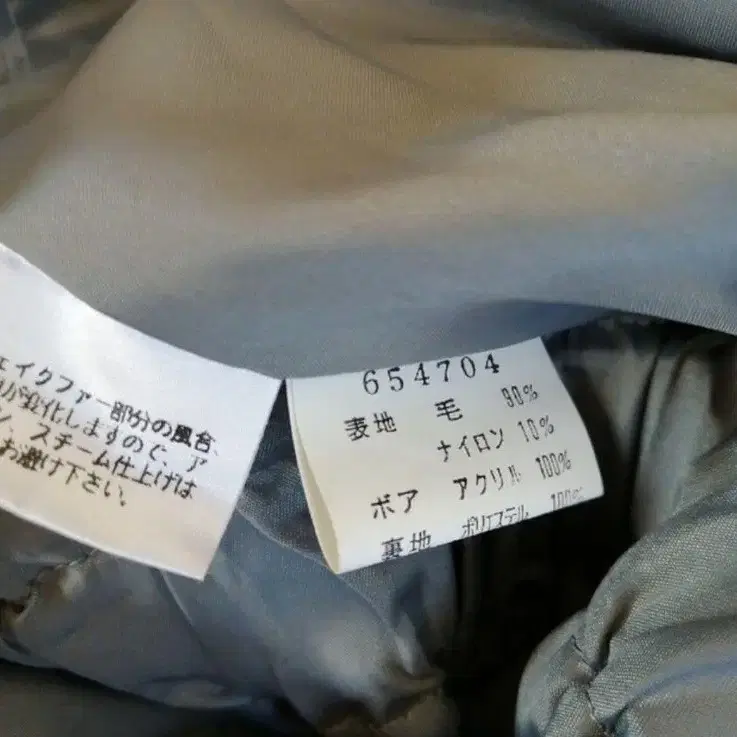 ェイクファー部分の風合
が変化しますので、ア
ン、スチーム仕上げは
お避け下さい。
654704
表地 毛 90%
ナイロン 10%
ボア アクリル 100%
裏地 ポリエステル 100%